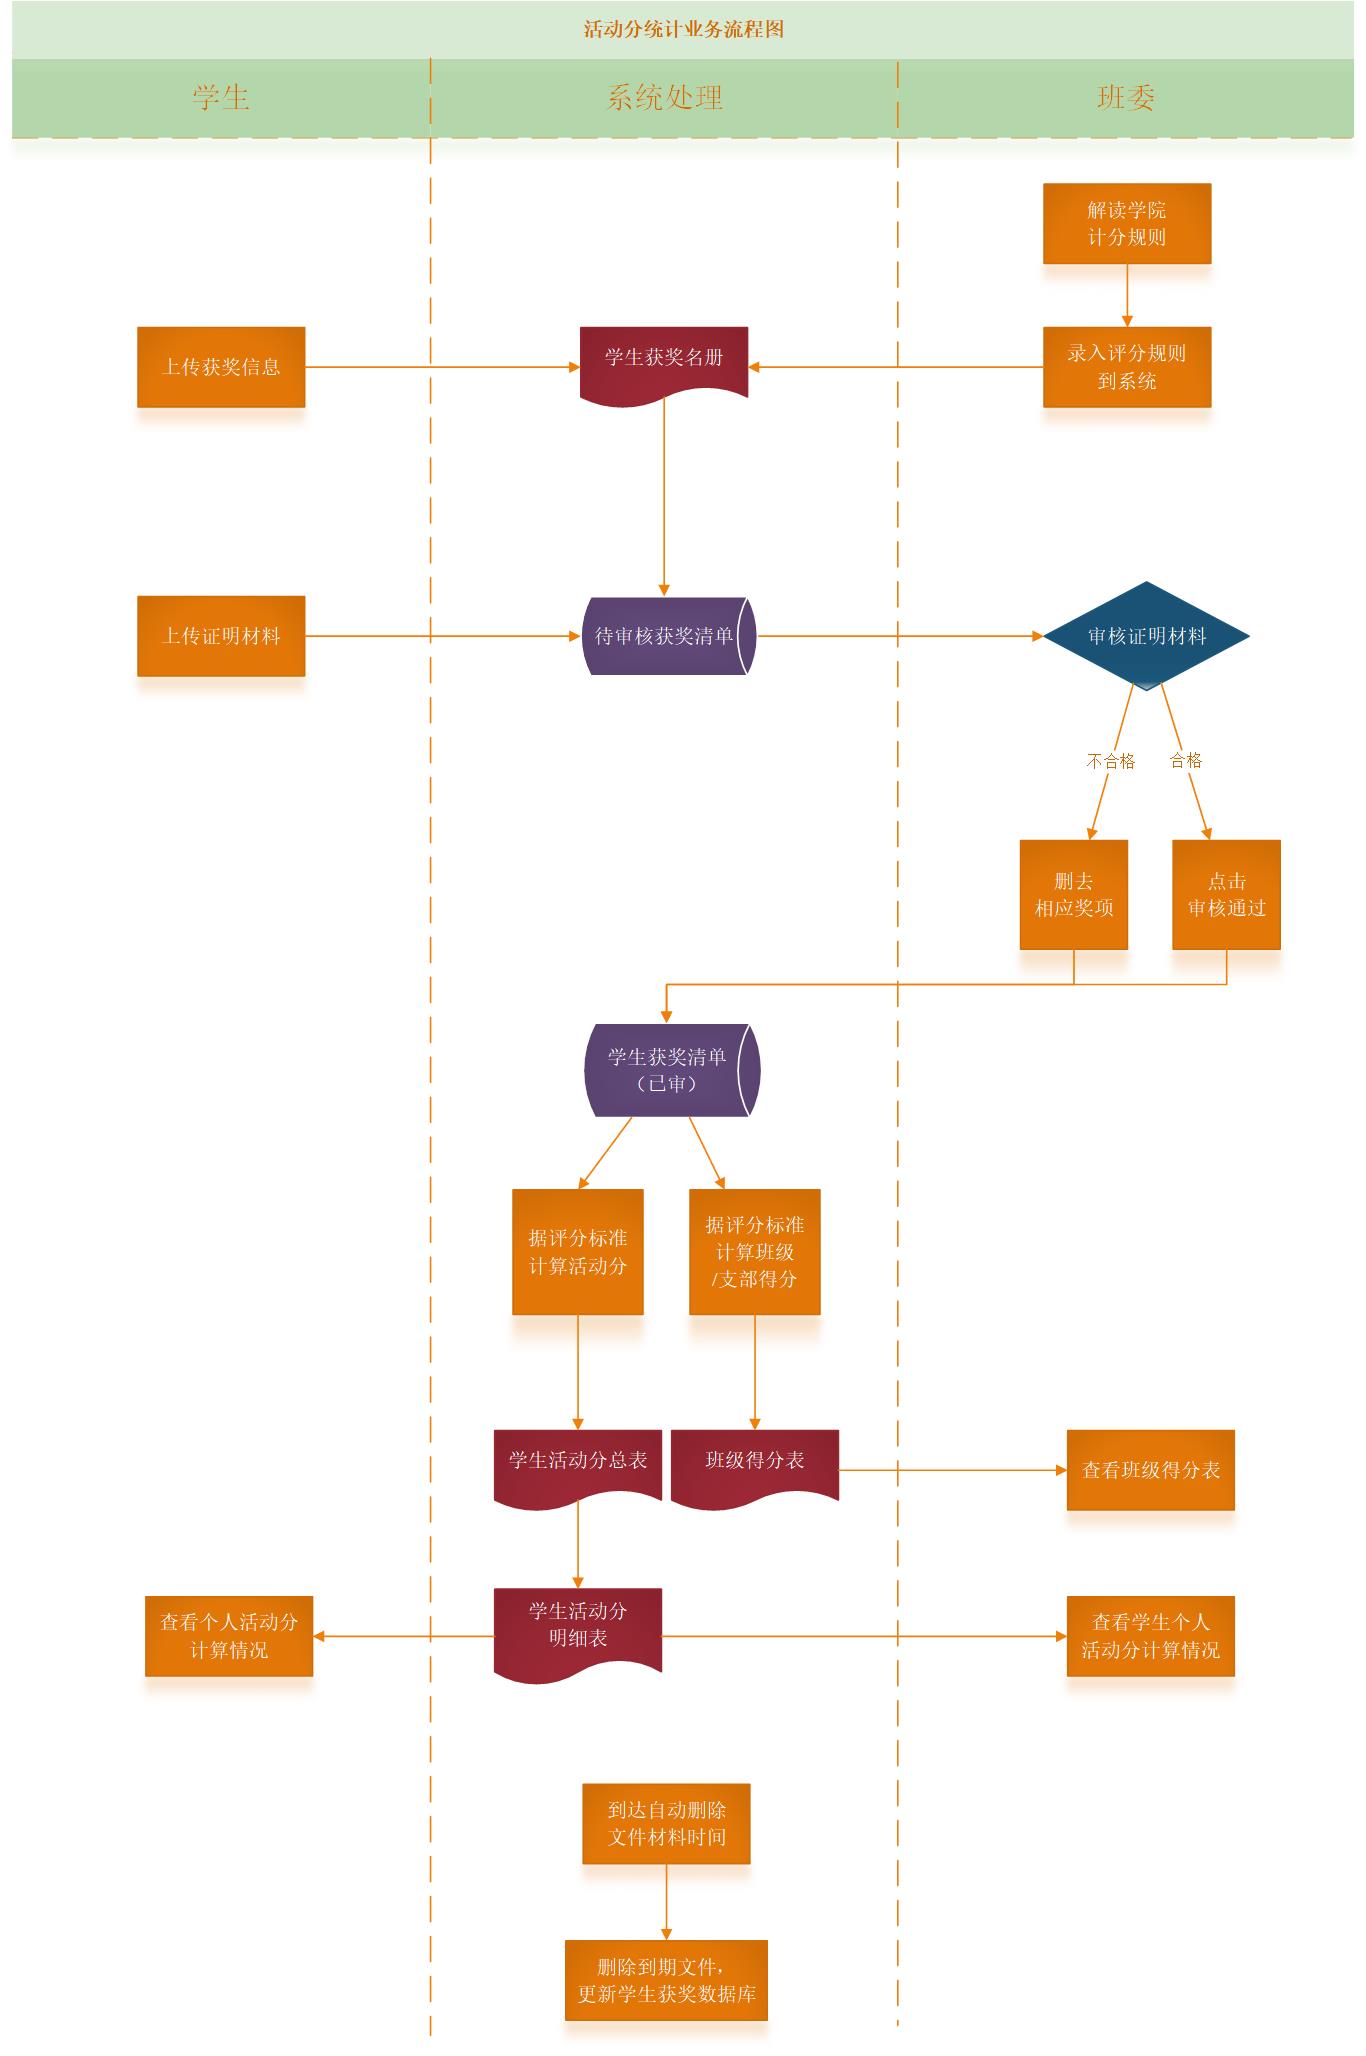 活动分统计业务流程图
学生
系统处理
班委
解读学院
计分规则
上传获奖信息
学生获奖名册
录入评分规则
到系统
上传证明材料
待审核获奖清单
审核证明材料
不合格
合格
删去
相应奖项
点击
审核通过
学生获奖清单
（已审）
据评分标准
计算活动分
据评分标准
计算班级
/支部得分
学生活动分总表
班级得分表
查看班级得分表
查看个人活动分
计算情况
学生活动分
明细表
查看学生个人
活动分计算情况
到达自动删除
文件材料时间
删除到期文件，
更新学生获奖数据库